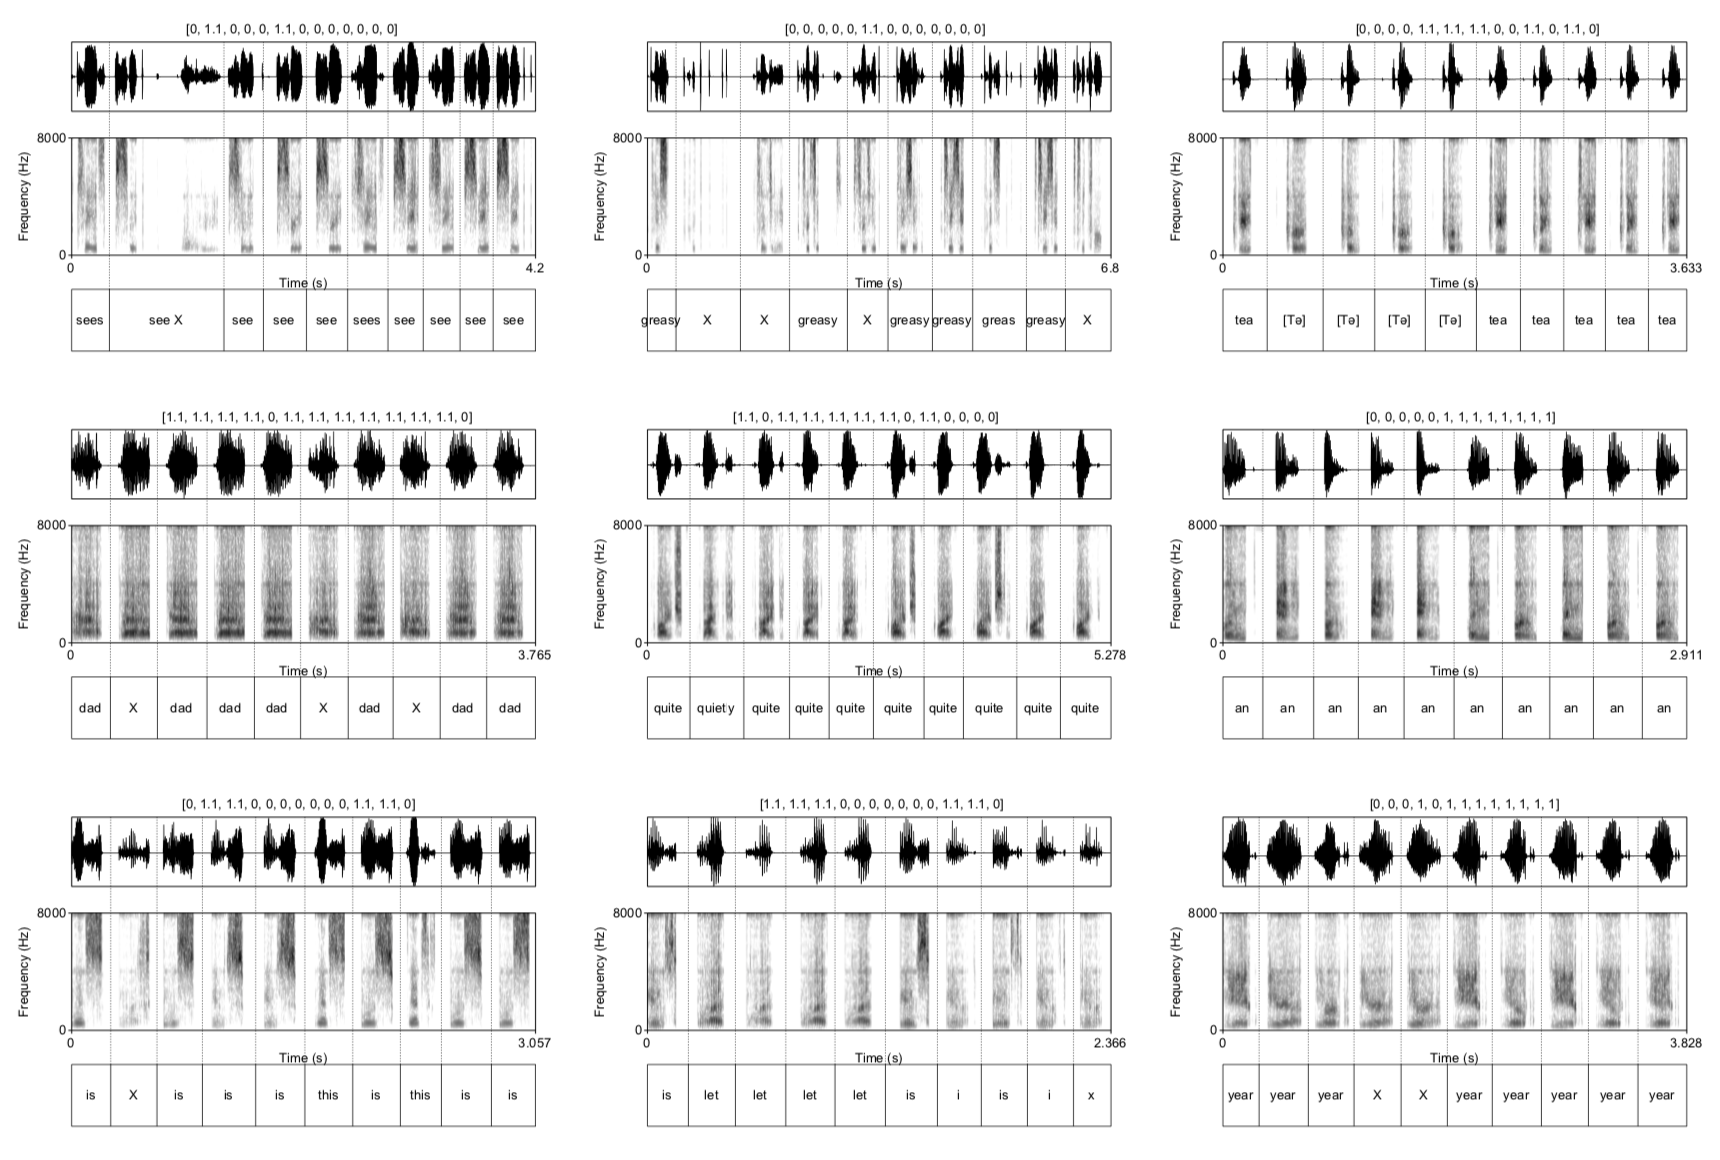 [0, 1.1, 0, 0, 0, 1.1, 0, 0, 0, 0, 0, 0, 0]
8000
Frequency (Hz)
0
0
4.2
Time (s)
sees see X see see see sees see see see see
[0, 0, 0, 0, 0, 1.1, 0, 0, 0, 0, 0, 0, 0]
8000
Frequency (Hz)
0
0
6.8
Time (s)
greasy X X greasy X greasy greasy greas greasy X
[0, 0, 0, 0, 1.1, 1.1, 1.1, 0, 0, 1.1, 0, 1.1, 0]
8000
Frequency (Hz)
0
0
3.633
Time (s)
tea [Tə] [Tə] [Tə] [Tə] tea tea tea tea tea
[1.1, 1.1, 1.1, 1.1, 0, 1.1, 1.1, 1.1, 1.1, 1.1, 1.1, 1.1, 0]
8000
Frequency (Hz)
0
0
3.765
Time (s)
dad X dad dad dad X dad X dad dad
[1.1, 0, 1.1, 1.1, 1.1, 1.1, 1.1, 0, 1.1, 0, 0, 0, 0]
8000
Frequency (Hz)
0
0
5.278
Time (s)
quite quietly quite quite quite quite quite quite quite quite
[0, 0, 0, 0, 0, 1, 1, 1, 1, 1, 1, 1, 1]
8000
Frequency (Hz)
0
0
2.911
Time (s)
an an an an an an an an an an
[0, 1.1, 1.1, 0, 0, 0, 0, 0, 0, 0, 1.1, 1.1, 0]
8000
Frequency (Hz)
0
0
3.057
Time (s)
is X is is is this is this is is
[1.1, 1.1, 1.1, 0, 0, 0, 0, 0, 0, 0, 1.1, 1.1, 0]
8000
Frequency (Hz)
0
0
2.366
Time (s)
is let let let let is i is i x
[0, 0, 0, 1, 0, 1, 1, 1, 1, 1, 1, 1, 1]
8000
Frequency (Hz)
0
0
3.828
Time (s)
year year year X X year year year year year